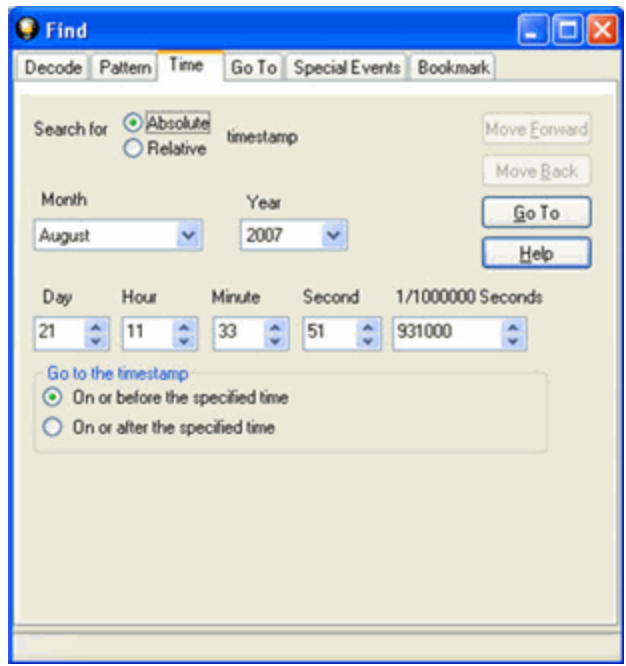 Find
Decode Pattern Time Go To Special Events Bookmark
Search for Absolute timestamp
Relative
Move Forward
Move Back
Go To
Help
Month Year
August 2007
Day Hour Minute Second 1/1000000 Seconds
21 11 33 51 931000
Go to the timestamp
On or before the specified time
On or after the specified time